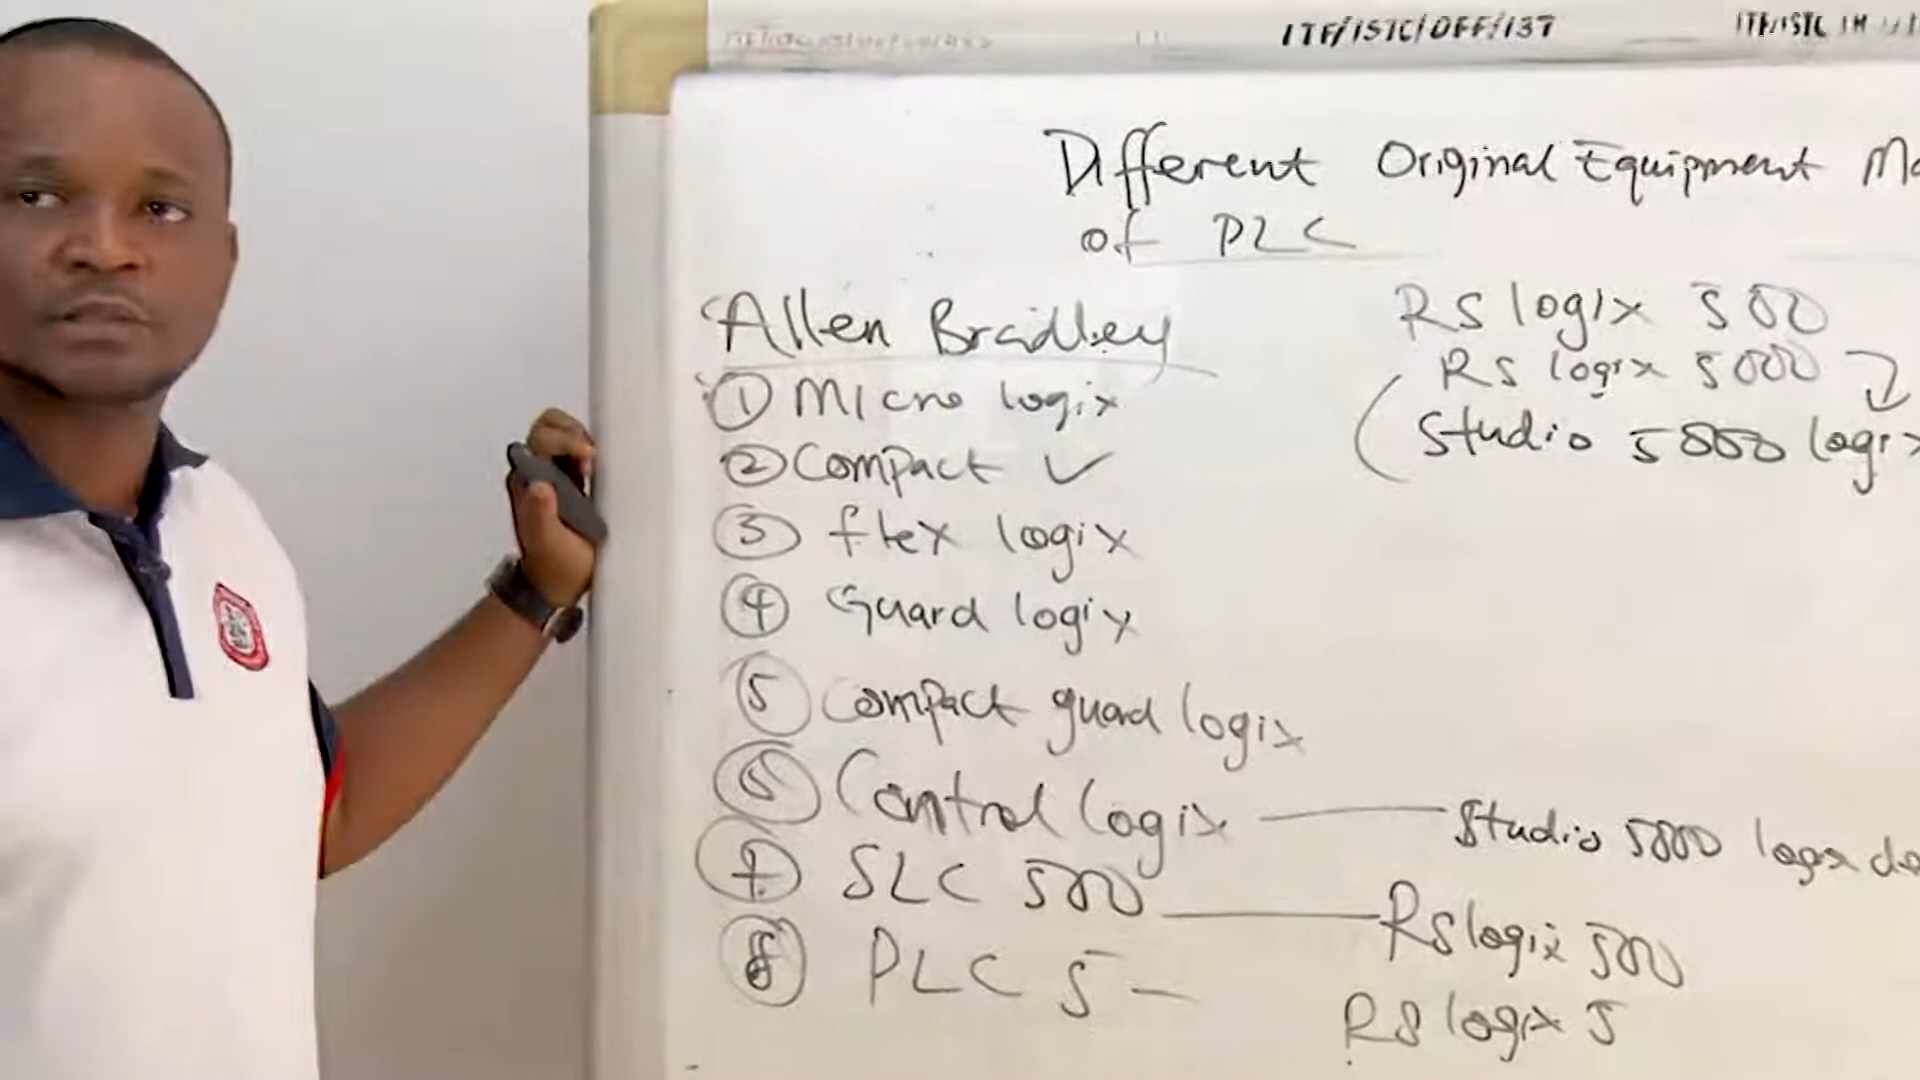 ITF/ISTC/OFF/137
ITF/ISTC
Different Original Equipment
of PLC
Allen Bradley
① Micro logix
② Compact ✓
③ flex logix
④ Guard logix
⑤ compact guard logix
⑥ Control logix — Studio 5000 logix
⑦ SLC 500 — RS logix 500
⑧ PLC 5 — RS logix 5
RS logix 500
RS logix 5000
(Studio 5000 logix